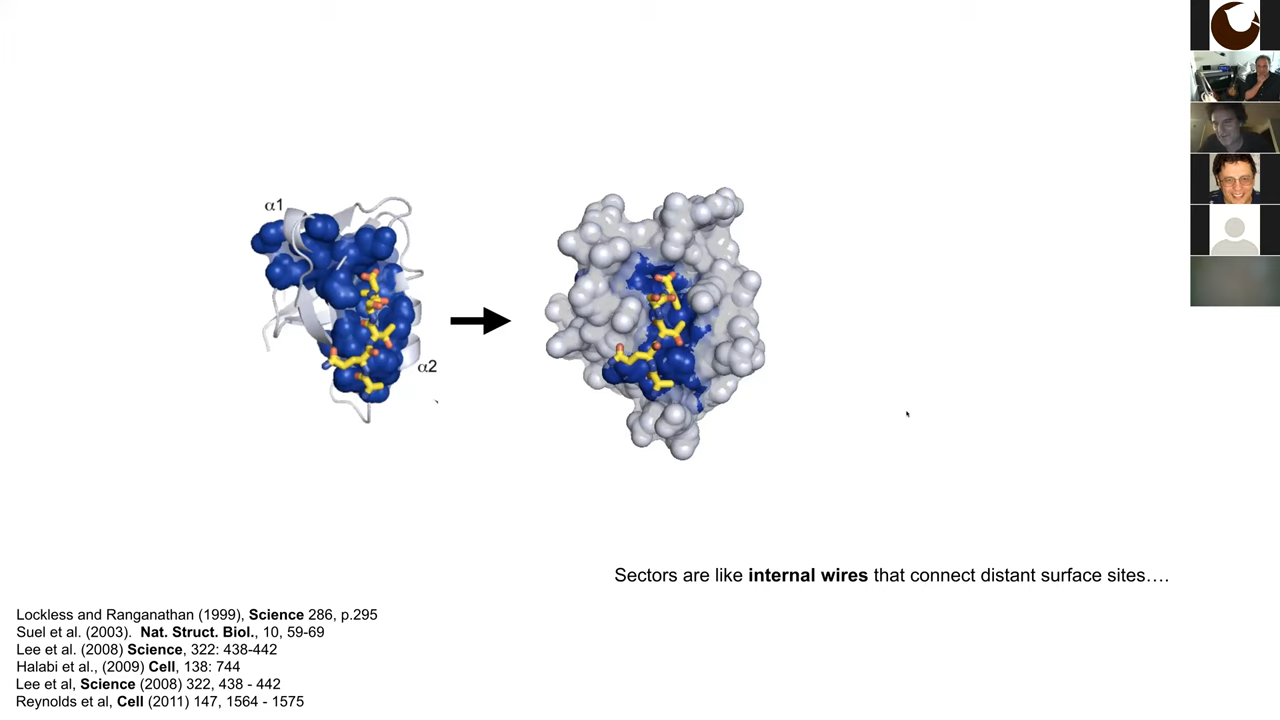 α1
α2
Sectors are like internal wires that connect distant surface sites….
Lockless and Ranganathan (1999), Science 286, p.295
Suel et al. (2003). Nat. Struct. Biol., 10, 59-69
Lee et al. (2008) Science, 322: 438-442
Halabi et al., (2009) Cell, 138: 744
Lee et al, Science (2008) 322, 438 - 442
Reynolds et al, Cell (2011) 147, 1564 - 1575